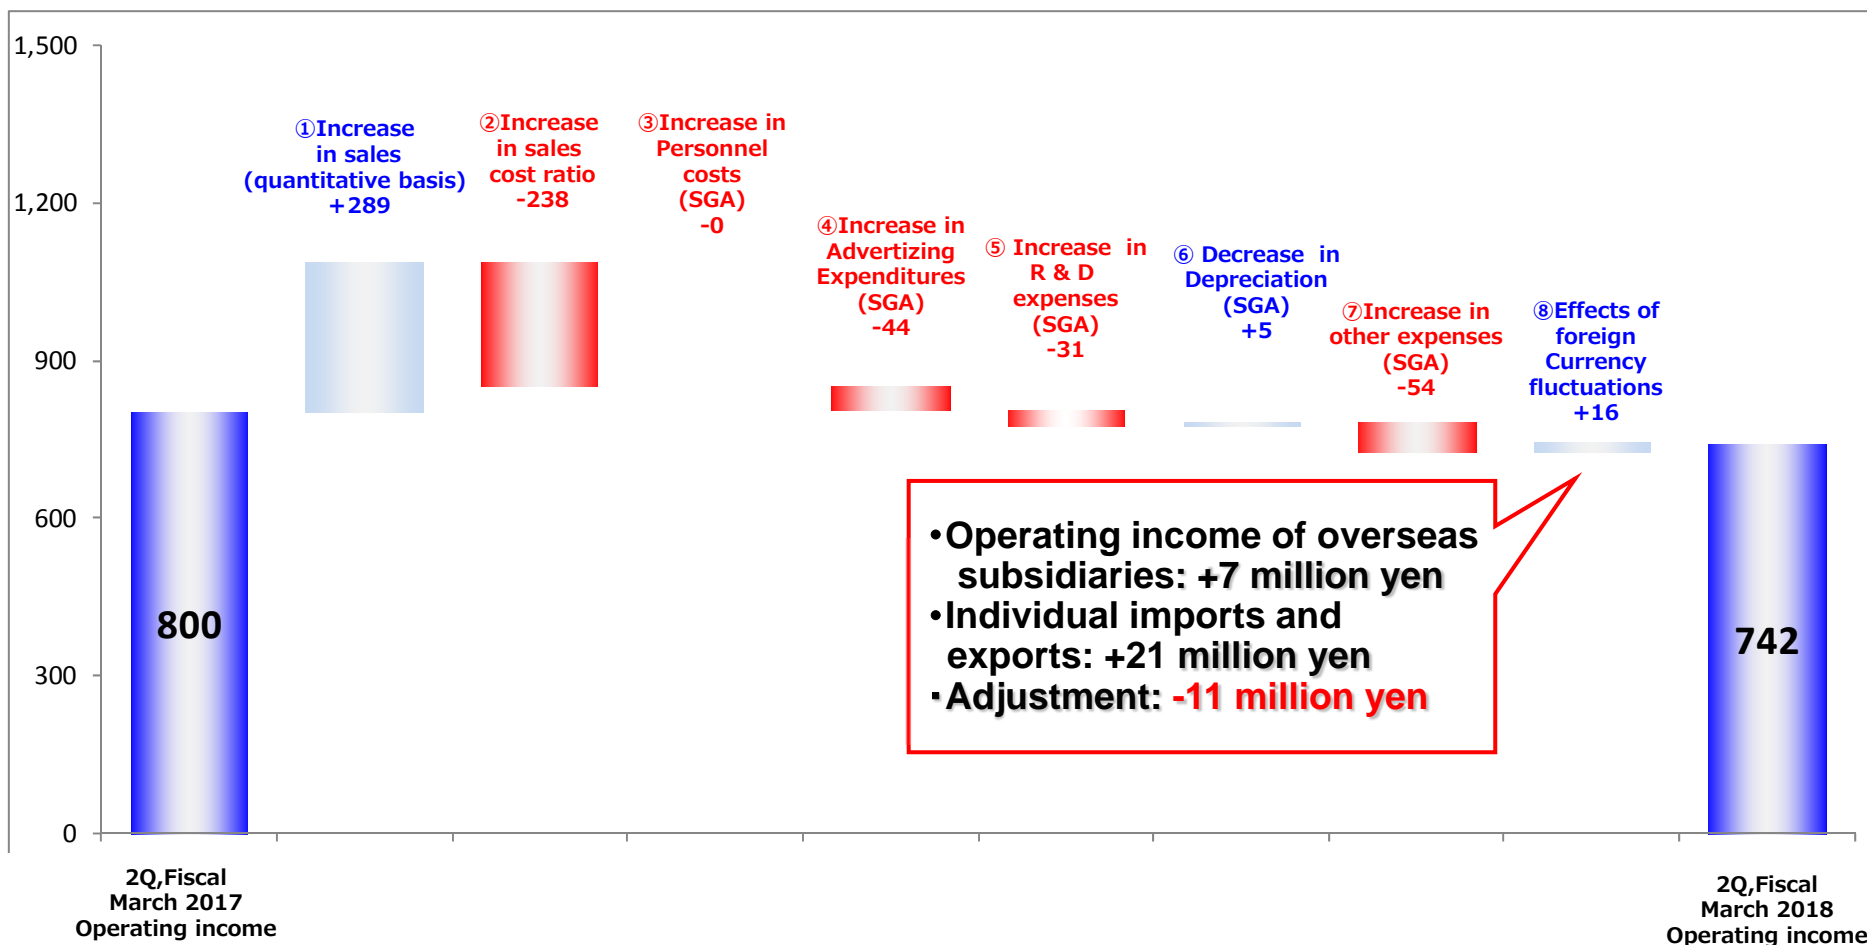 1,500
1,200
900
600
300
0
①Increase
in sales
(quantitative basis)
+289
②Increase
in sales
cost ratio
-238
③Increase in
Personnel
costs
(SGA)
-0
④Increase in
Advertizing
Expenditures
(SGA)
-44
⑤ Increase in
R & D
expenses
(SGA)
-31
⑥ Decrease in
Depreciation
(SGA)
+5
⑦Increase in
other expenses
(SGA)
-54
⑧Effects of
foreign
Currency
fluctuations
+16
800
742
•Operating income of overseas
subsidiaries: +7 million yen
•Individual imports and
exports: +21 million yen
･Adjustment: -11 million yen
2Q,Fiscal
March 2017
Operating income
2Q,Fiscal
March 2018
Operating income